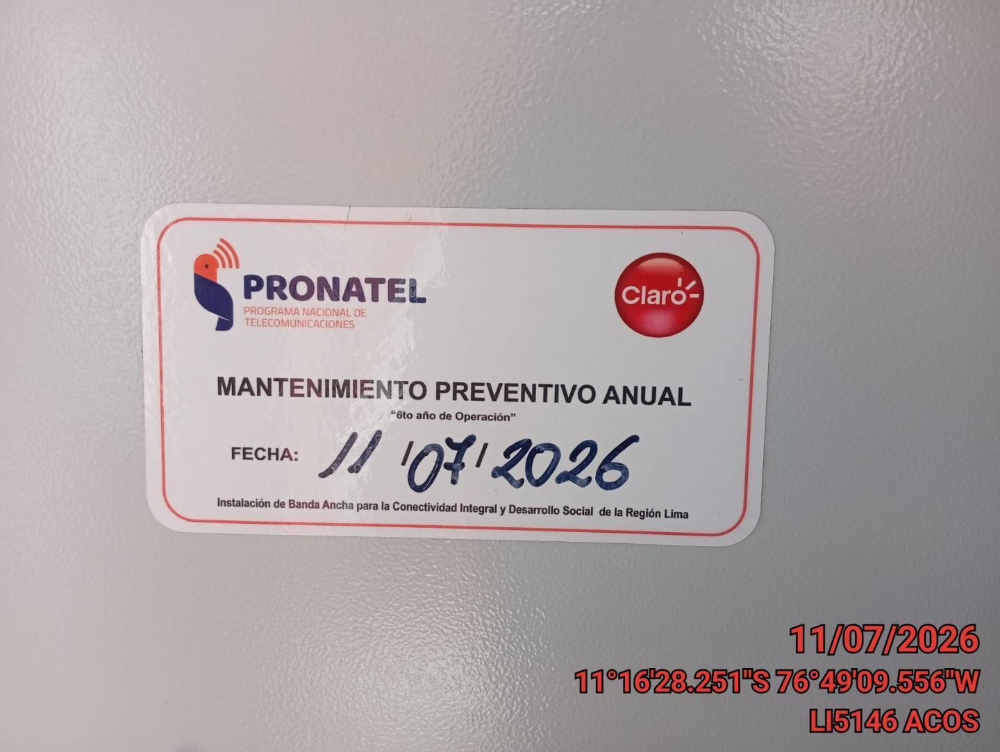 PRONATEL
PROGRAMA NACIONAL DE
TELECOMUNICACIONES
Claro
MANTENIMIENTO PREVENTIVO ANUAL
“6to año de Operación”
FECHA: 11/07/2026
Instalación de Banda Ancha para la Conectividad Integral y Desarrollo Social de la Región Lima
11/07/2026
11°16'28.251"S 76°49'09.556"W
LI5146 ACOS